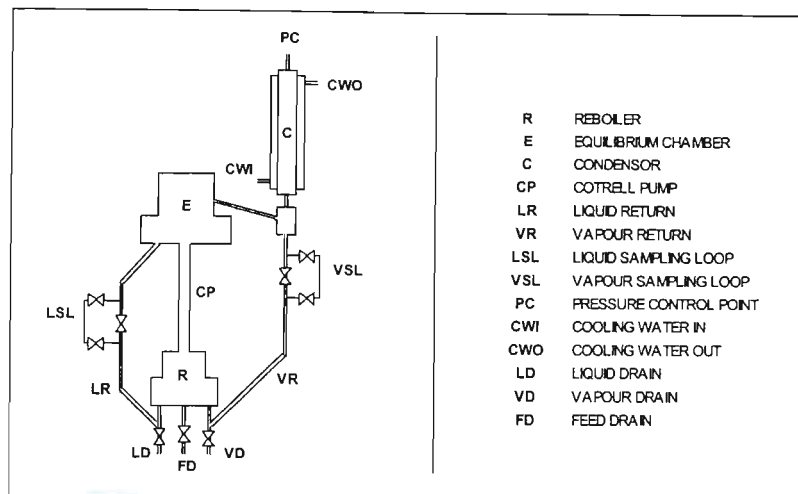 PC
CWO
C
CWI
E
VSL
CP
LSL
R
VR
LR
LD
FD
VD
R REBOILER
E EQUILIBRIUM CHAMBER
C CONDENSOR
CP COTRELL PUMP
LR LIQUID RETURN
VR VAPOUR RETURN
LSL LIQUID SAMPLING LOOP
VSL VAPOUR SAMPLING LOOP
PC PRESSURE CONTROL POINT
CWI COOLING WATER IN
CWO COOLING WATER OUT
LD LIQUID DRAIN
VD VAPOUR DRAIN
FD FEED DRAIN